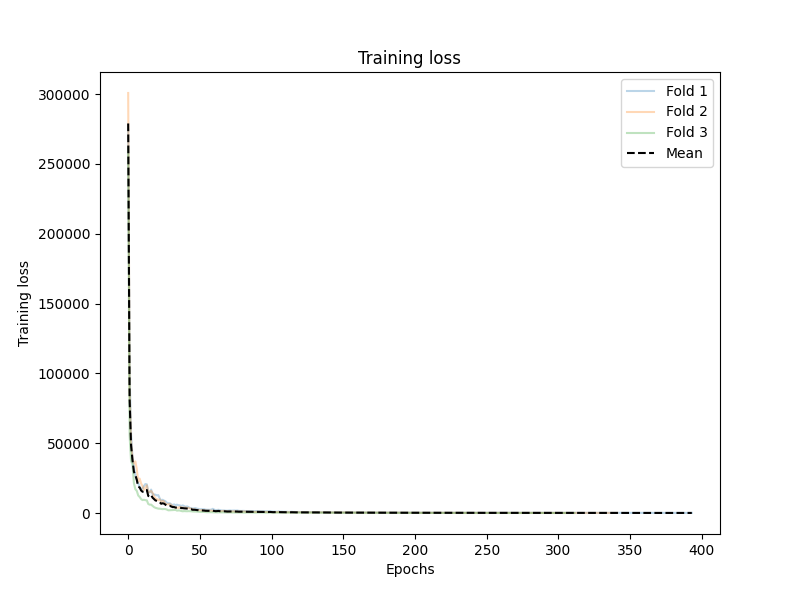 Training loss
300000
250000
200000
150000
100000
50000
0
Training loss
Fold 1
Fold 2
Fold 3
Mean
0 50 100 150 200 250 300 350 400
Epochs